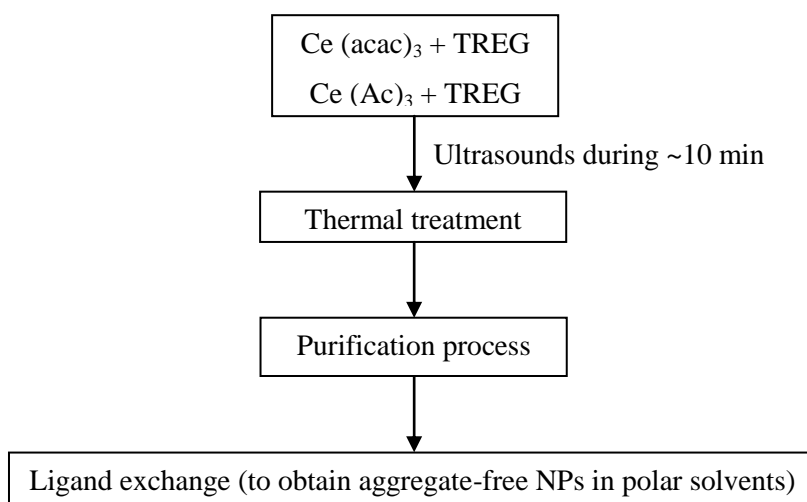 Ce (acac)₃ + TREG
Ce (Ac)₃ + TREG
Ultrasounds during ~10 min
Thermal treatment
Purification process
Ligand exchange (to obtain aggregate-free NPs in polar solvents)